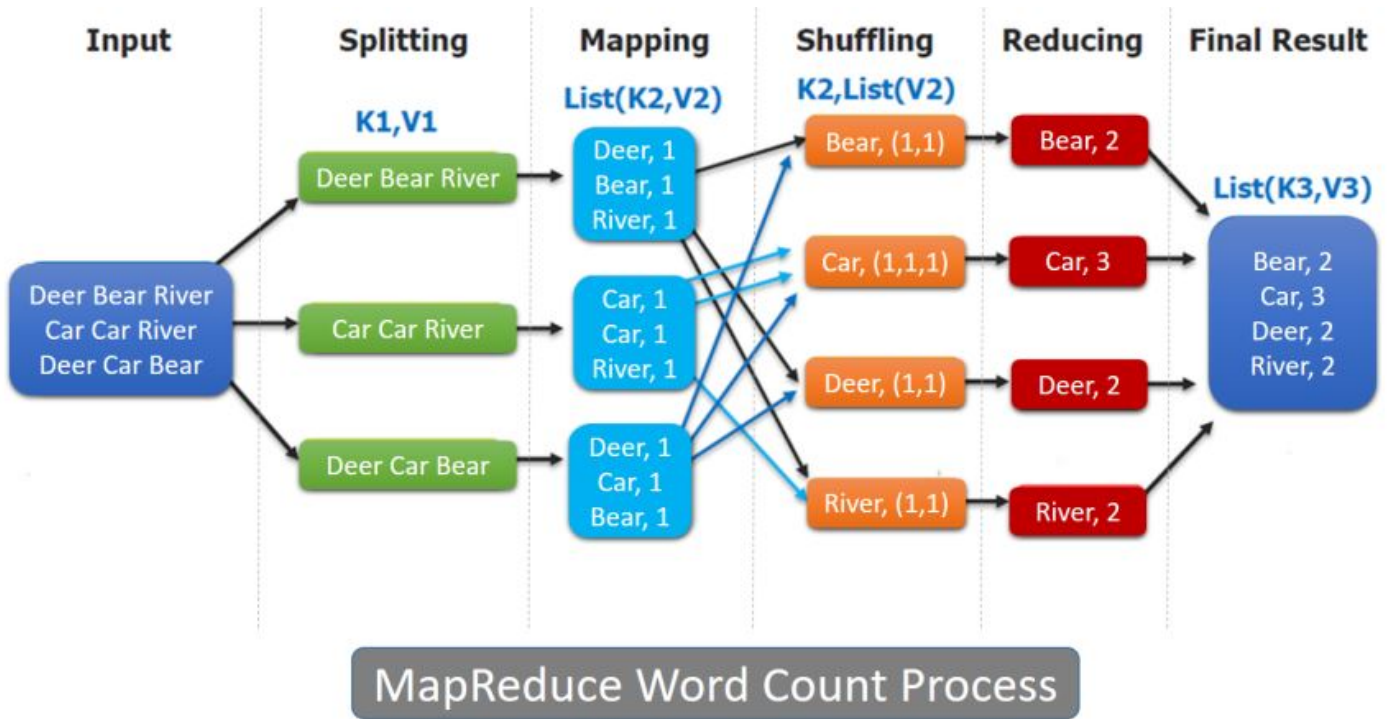 Input
Splitting
Mapping
Shuffling
Reducing
Final Result
K1,V1
List(K2,V2)
K2,List(V2)
List(K3,V3)
Deer Bear River
Car Car River
Deer Car Bear
Deer Bear River
Car Car River
Deer Car Bear
Deer, 1
Bear, 1
River, 1
Car, 1
Car, 1
River, 1
Deer, 1
Car, 1
Bear, 1
Bear, (1,1)
Car, (1,1,1)
Deer, (1,1)
River, (1,1)
Bear, 2
Car, 3
Deer, 2
River, 2
Bear, 2
Car, 3
Deer, 2
River, 2
MapReduce Word Count Process